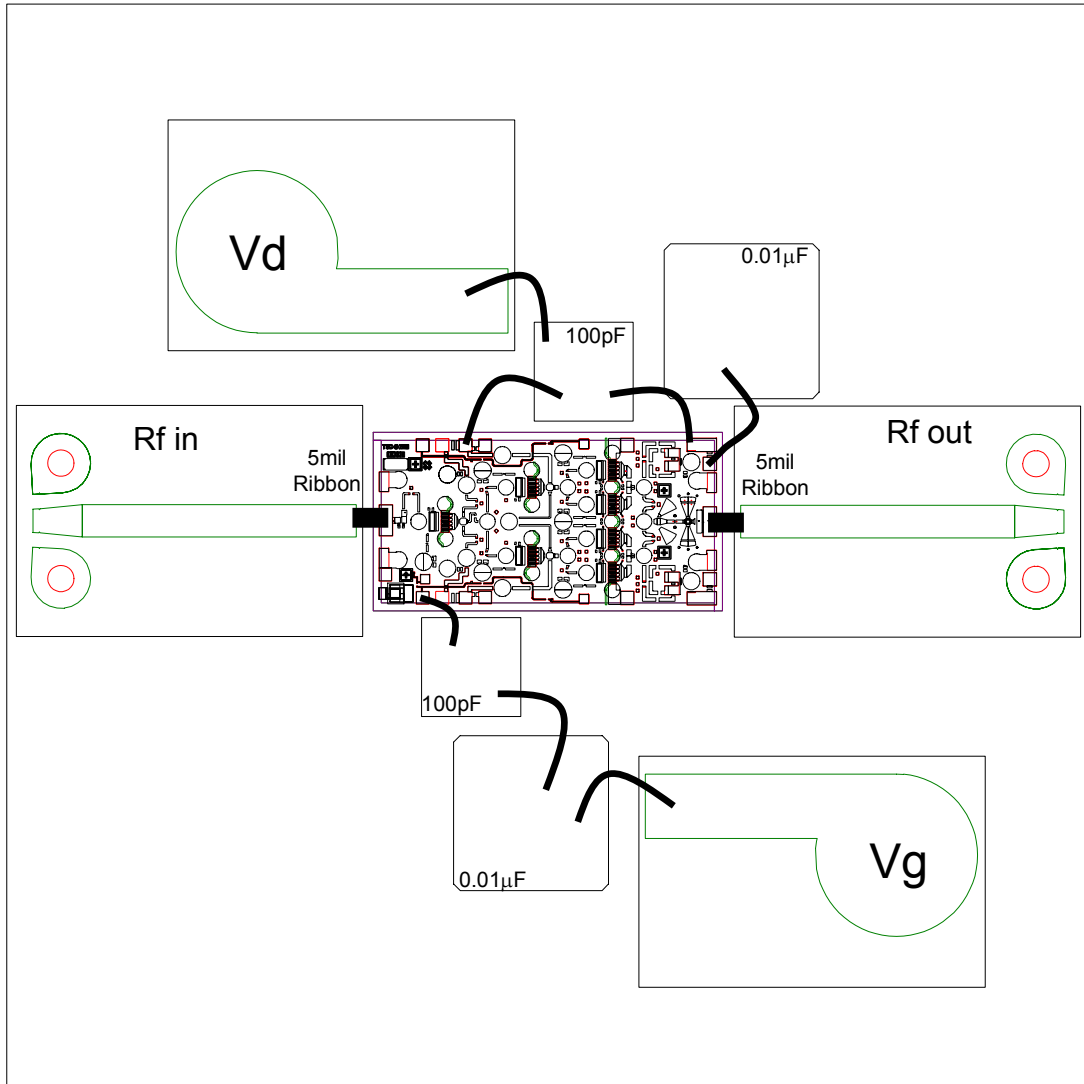 Vd
0.01μF
100pF
Rf in
5mil
Ribbon
Rf out
5mil
Ribbon
100pF
0.01μF
Vg